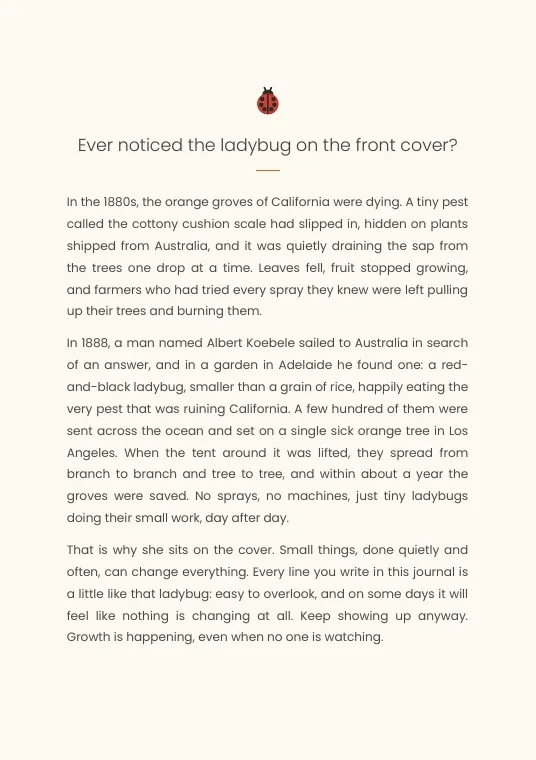 Ever noticed the ladybug on the front cover?
In the 1880s, the orange groves of California were dying. A tiny pest
called the cottony cushion scale had slipped in, hidden on plants
shipped from Australia, and it was quietly draining the sap from
the trees one drop at a time. Leaves fell, fruit stopped growing,
and farmers who had tried every spray they knew were left pulling
up their trees and burning them.
In 1888, a man named Albert Koebele sailed to Australia in search
of an answer, and in a garden in Adelaide he found one: a red-
and-black ladybug, smaller than a grain of rice, happily eating the
very pest that was ruining California. A few hundred of them were
sent across the ocean and set on a single sick orange tree in Los
Angeles. When the tent around it was lifted, they spread from
branch to branch and tree to tree, and within about a year the
groves were saved. No sprays, no machines, just tiny ladybugs
doing their small work, day after day.
That is why she sits on the cover. Small things, done quietly and
often, can change everything. Every line you write in this journal is
a little like that ladybug: easy to overlook, and on some days it will
feel like nothing is changing at all. Keep showing up anyway.
Growth is happening, even when no one is watching.